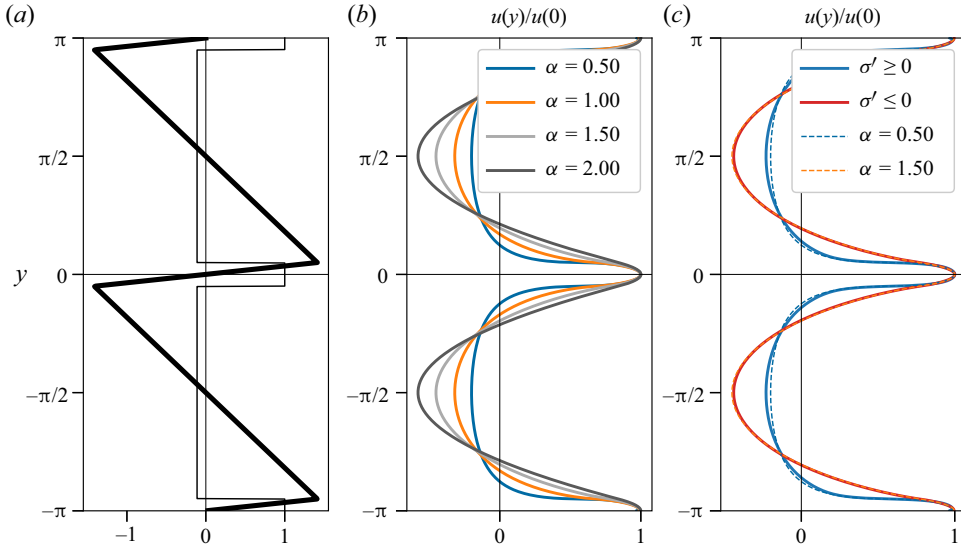 (a) (b) u(y)/u(0) (c) u(y)/u(0)
π π π
α = 0.50 σ′ ≥ 0
α = 1.00 σ′ ≤ 0
α = 1.50 α = 0.50
π/2 π/2 π/2
α = 2.00 α = 1.50
y 0 0 0
−π/2 −π/2 −π/2
−π −π −π
−1 0 1 0 1 0 1